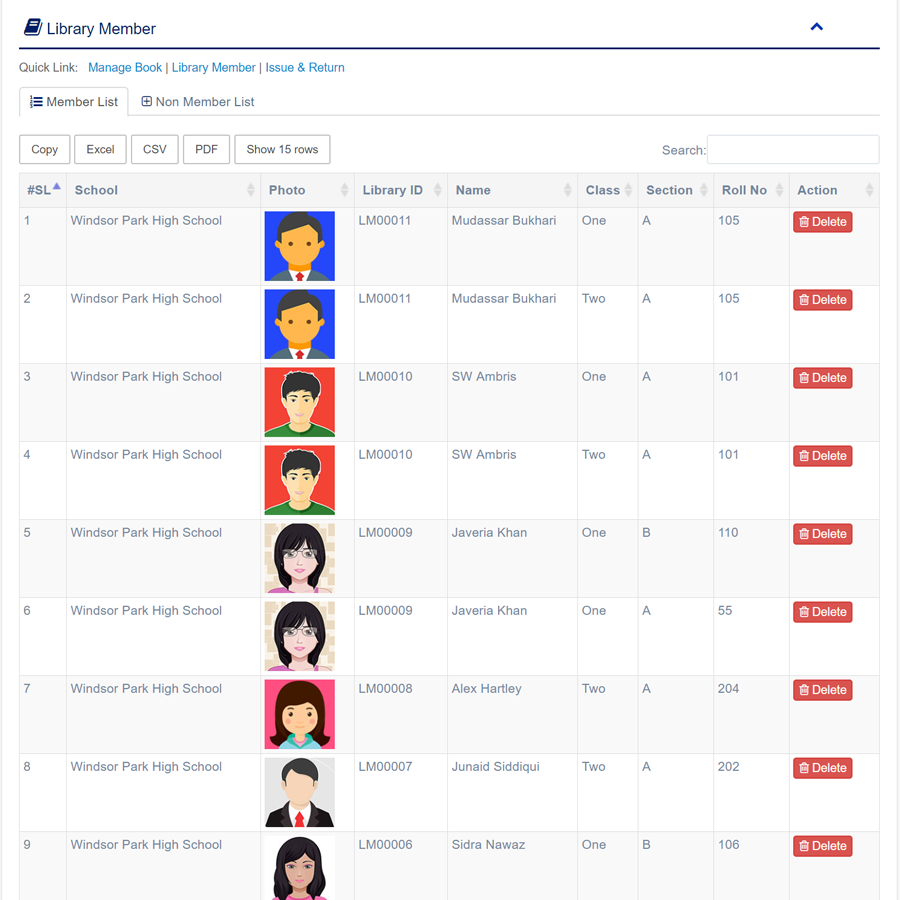 Library Member
Quick Link: Manage Book | Library Member | Issue & Return
Member List Non Member List
Copy Excel CSV PDF Show 15 rows Search:
#SL School Photo Library ID Name Class Section Roll No Action
1 Windsor Park High School LM00011 Mudassar Bukhari One A 105 Delete
2 Windsor Park High School LM00011 Mudassar Bukhari Two A 105 Delete
3 Windsor Park High School LM00010 SW Ambris One A 101 Delete
4 Windsor Park High School LM00010 SW Ambris Two A 101 Delete
5 Windsor Park High School LM00009 Javeria Khan One B 110 Delete
6 Windsor Park High School LM00009 Javeria Khan One A 55 Delete
7 Windsor Park High School LM00008 Alex Hartley Two A 204 Delete
8 Windsor Park High School LM00007 Junaid Siddiqui Two A 202 Delete
9 Windsor Park High School LM00006 Sidra Nawaz One B 106 Delete